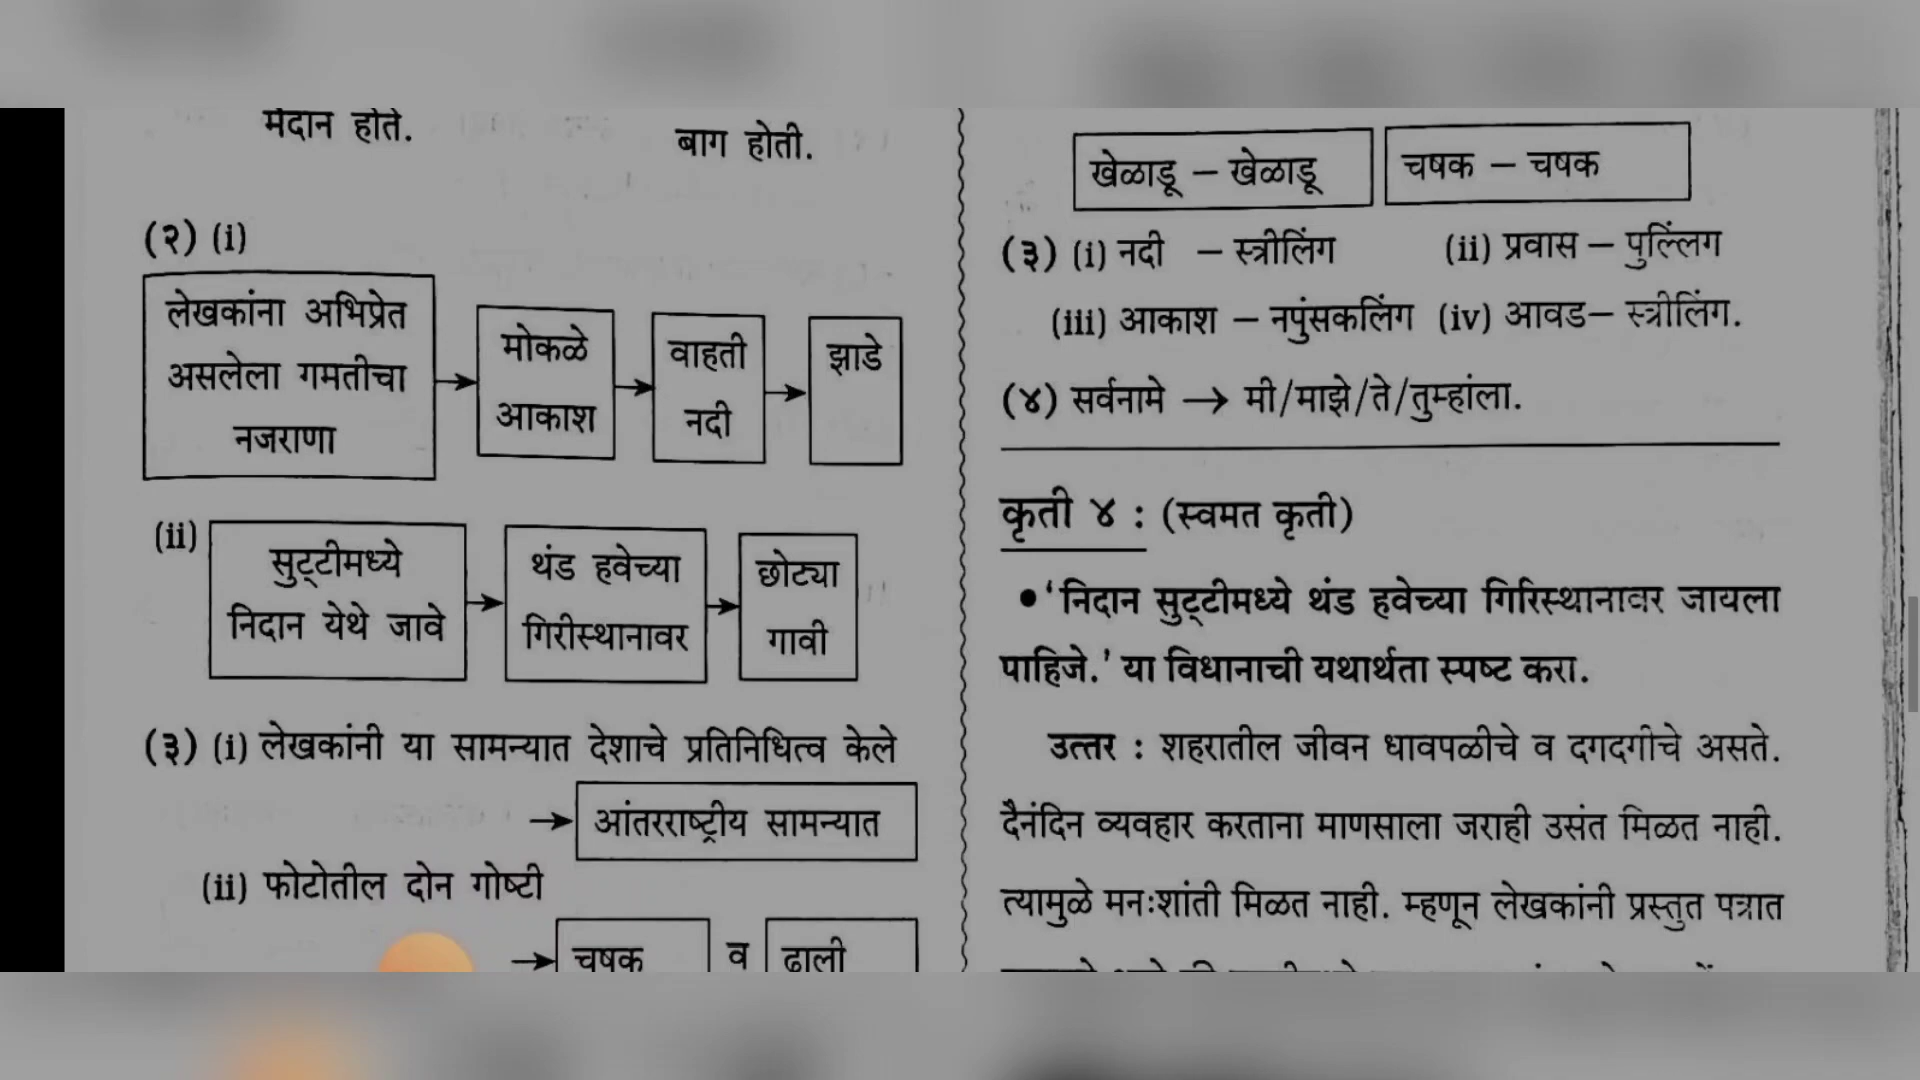 मैदान होते.
बाग होती.
(२) (i)
लेखकांना अभिप्रेत
असलेला गमतीचा
नजराणा
मोकळे
आकाश
वाहती
नदी
झाडे
(ii)
सुट्टीमध्ये
निदान येथे जावे
थंड हवेच्या
गिरीस्थानावर
छोट्या
गावी
(३) (i) लेखकांनी या सामन्यात देशाचे प्रतिनिधित्व केले
आंतरराष्ट्रीय सामन्यात
(ii) फोटोतील दोन गोष्टी
चषक व ढाली
खेळाडू – खेळाडू
चषक – चषक
(३) (i) नदी – स्त्रीलिंग (ii) प्रवास – पुल्लिंग
(iii) आकाश – नपुंसकलिंग (iv) आवड– स्त्रीलिंग.
(४) सर्वनामे → मी/माझे/ते/तुम्हांला.
कृती ४ : (स्वमत कृती)
•'निदान सुट्टीमध्ये थंड हवेच्या गिरिस्थानावर जायला
पाहिजे.' या विधानाची यथार्थता स्पष्ट करा.
उत्तर : शहरातील जीवन धावपळीचे व दगदगीचे असते.
दैनंदिन व्यवहार करताना माणसाला जराही उसंत मिळत नाही.
त्यामुळे मनःशांती मिळत नाही. म्हणून लेखकांनी प्रस्तुत पत्रात